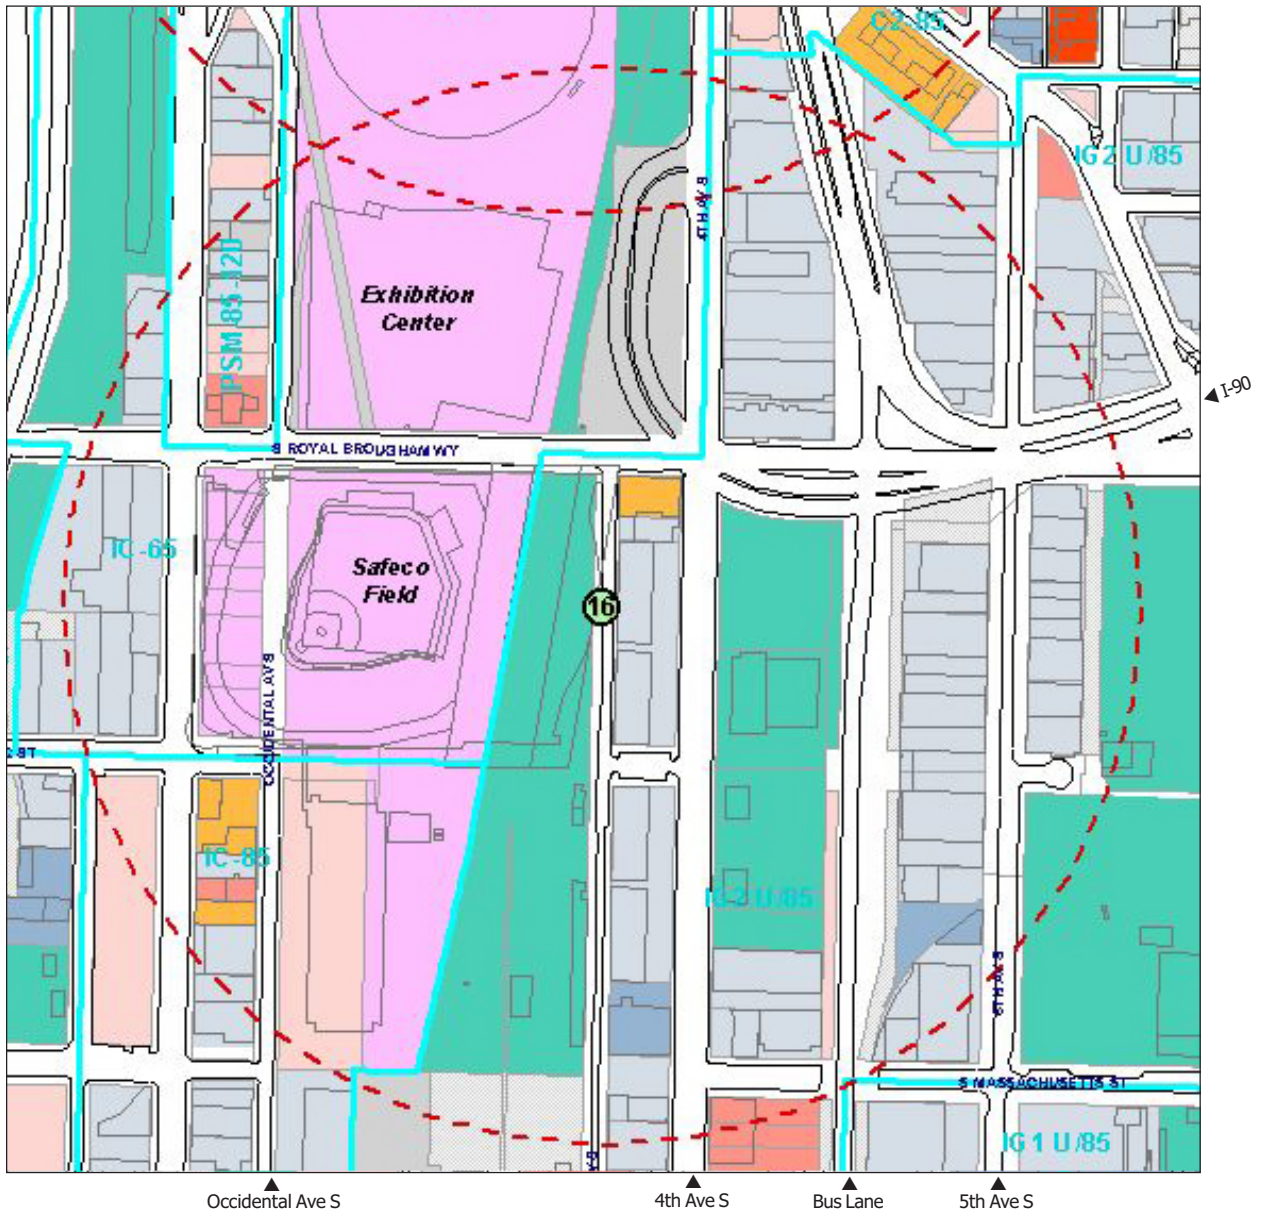 C2-85
IG 2 U /85
4TH AV S
PSM /85-120
Exhibition
Center
I-90
S ROYAL BROUGHAM WY
IC -65
Safeco
Field
16
OCCIDENTAL AV S
C ST
IC -85
IG 2 U /85
S MASSACHUSETTS ST
IG 1 U /85
Occidental Ave S
4th Ave S
Bus Lane
5th Ave S